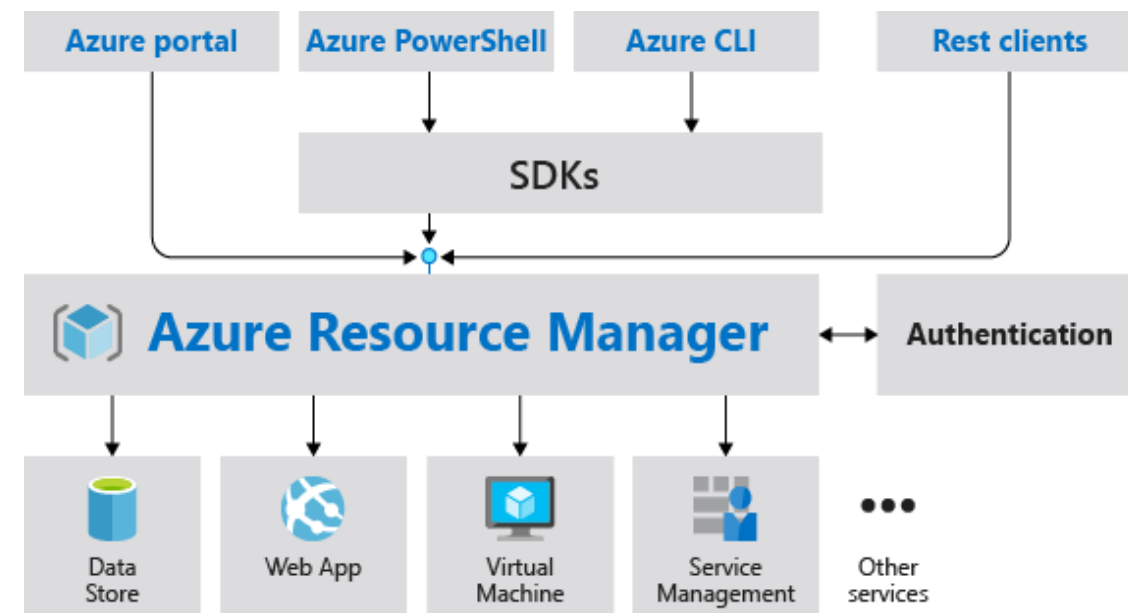 Azure portal
Azure PowerShell
Azure CLI
Rest clients
SDKs
Azure Resource Manager
Authentication
Data
Store
Web App
Virtual
Machine
Service
Management
Other
services